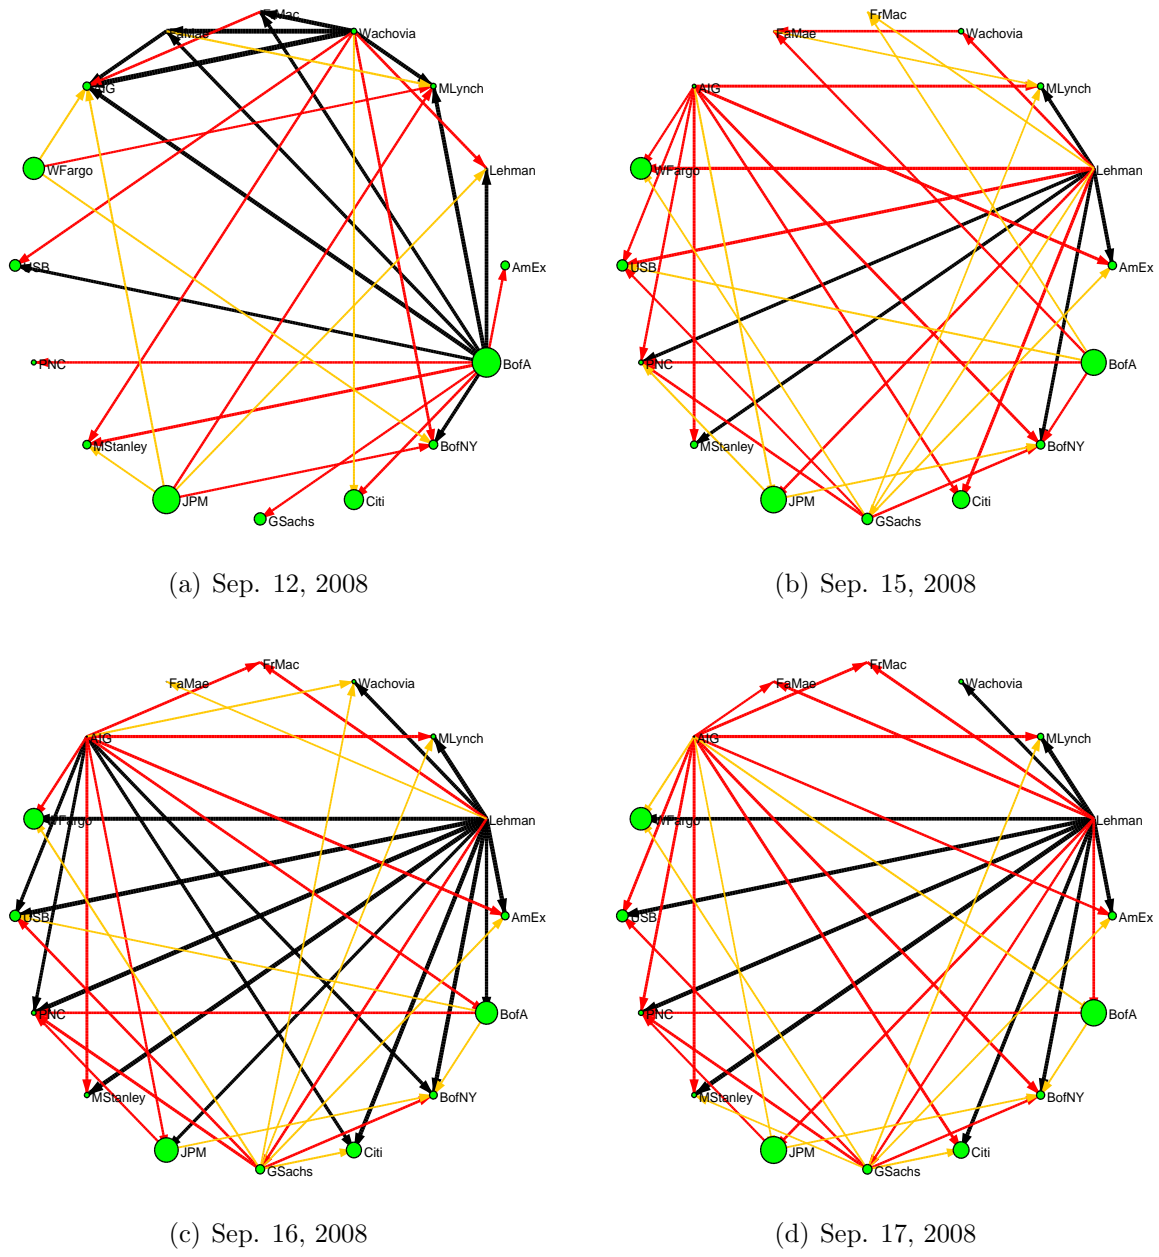 FrMac
FaMae
Wachovia
AIG
MLynch
WFargo
Lehman
USB
AmEx
PNC
BofA
MStanley
BofNY
JPM
Citi
GSachs
(a) Sep. 12, 2008
FrMac
FaMae
Wachovia
AIG
MLynch
WFargo
Lehman
USB
AmEx
PNC
BofA
MStanley
BofNY
JPM
Citi
GSachs
(b) Sep. 15, 2008
FrMac
FaMae
Wachovia
AIG
MLynch
WFargo
Lehman
USB
AmEx
PNC
BofA
MStanley
BofNY
JPM
Citi
GSachs
(c) Sep. 16, 2008
FrMac
FaMae
Wachovia
AIG
MLynch
WFargo
Lehman
USB
AmEx
PNC
BofA
MStanley
BofNY
JPM
Citi
GSachs
(d) Sep. 17, 2008